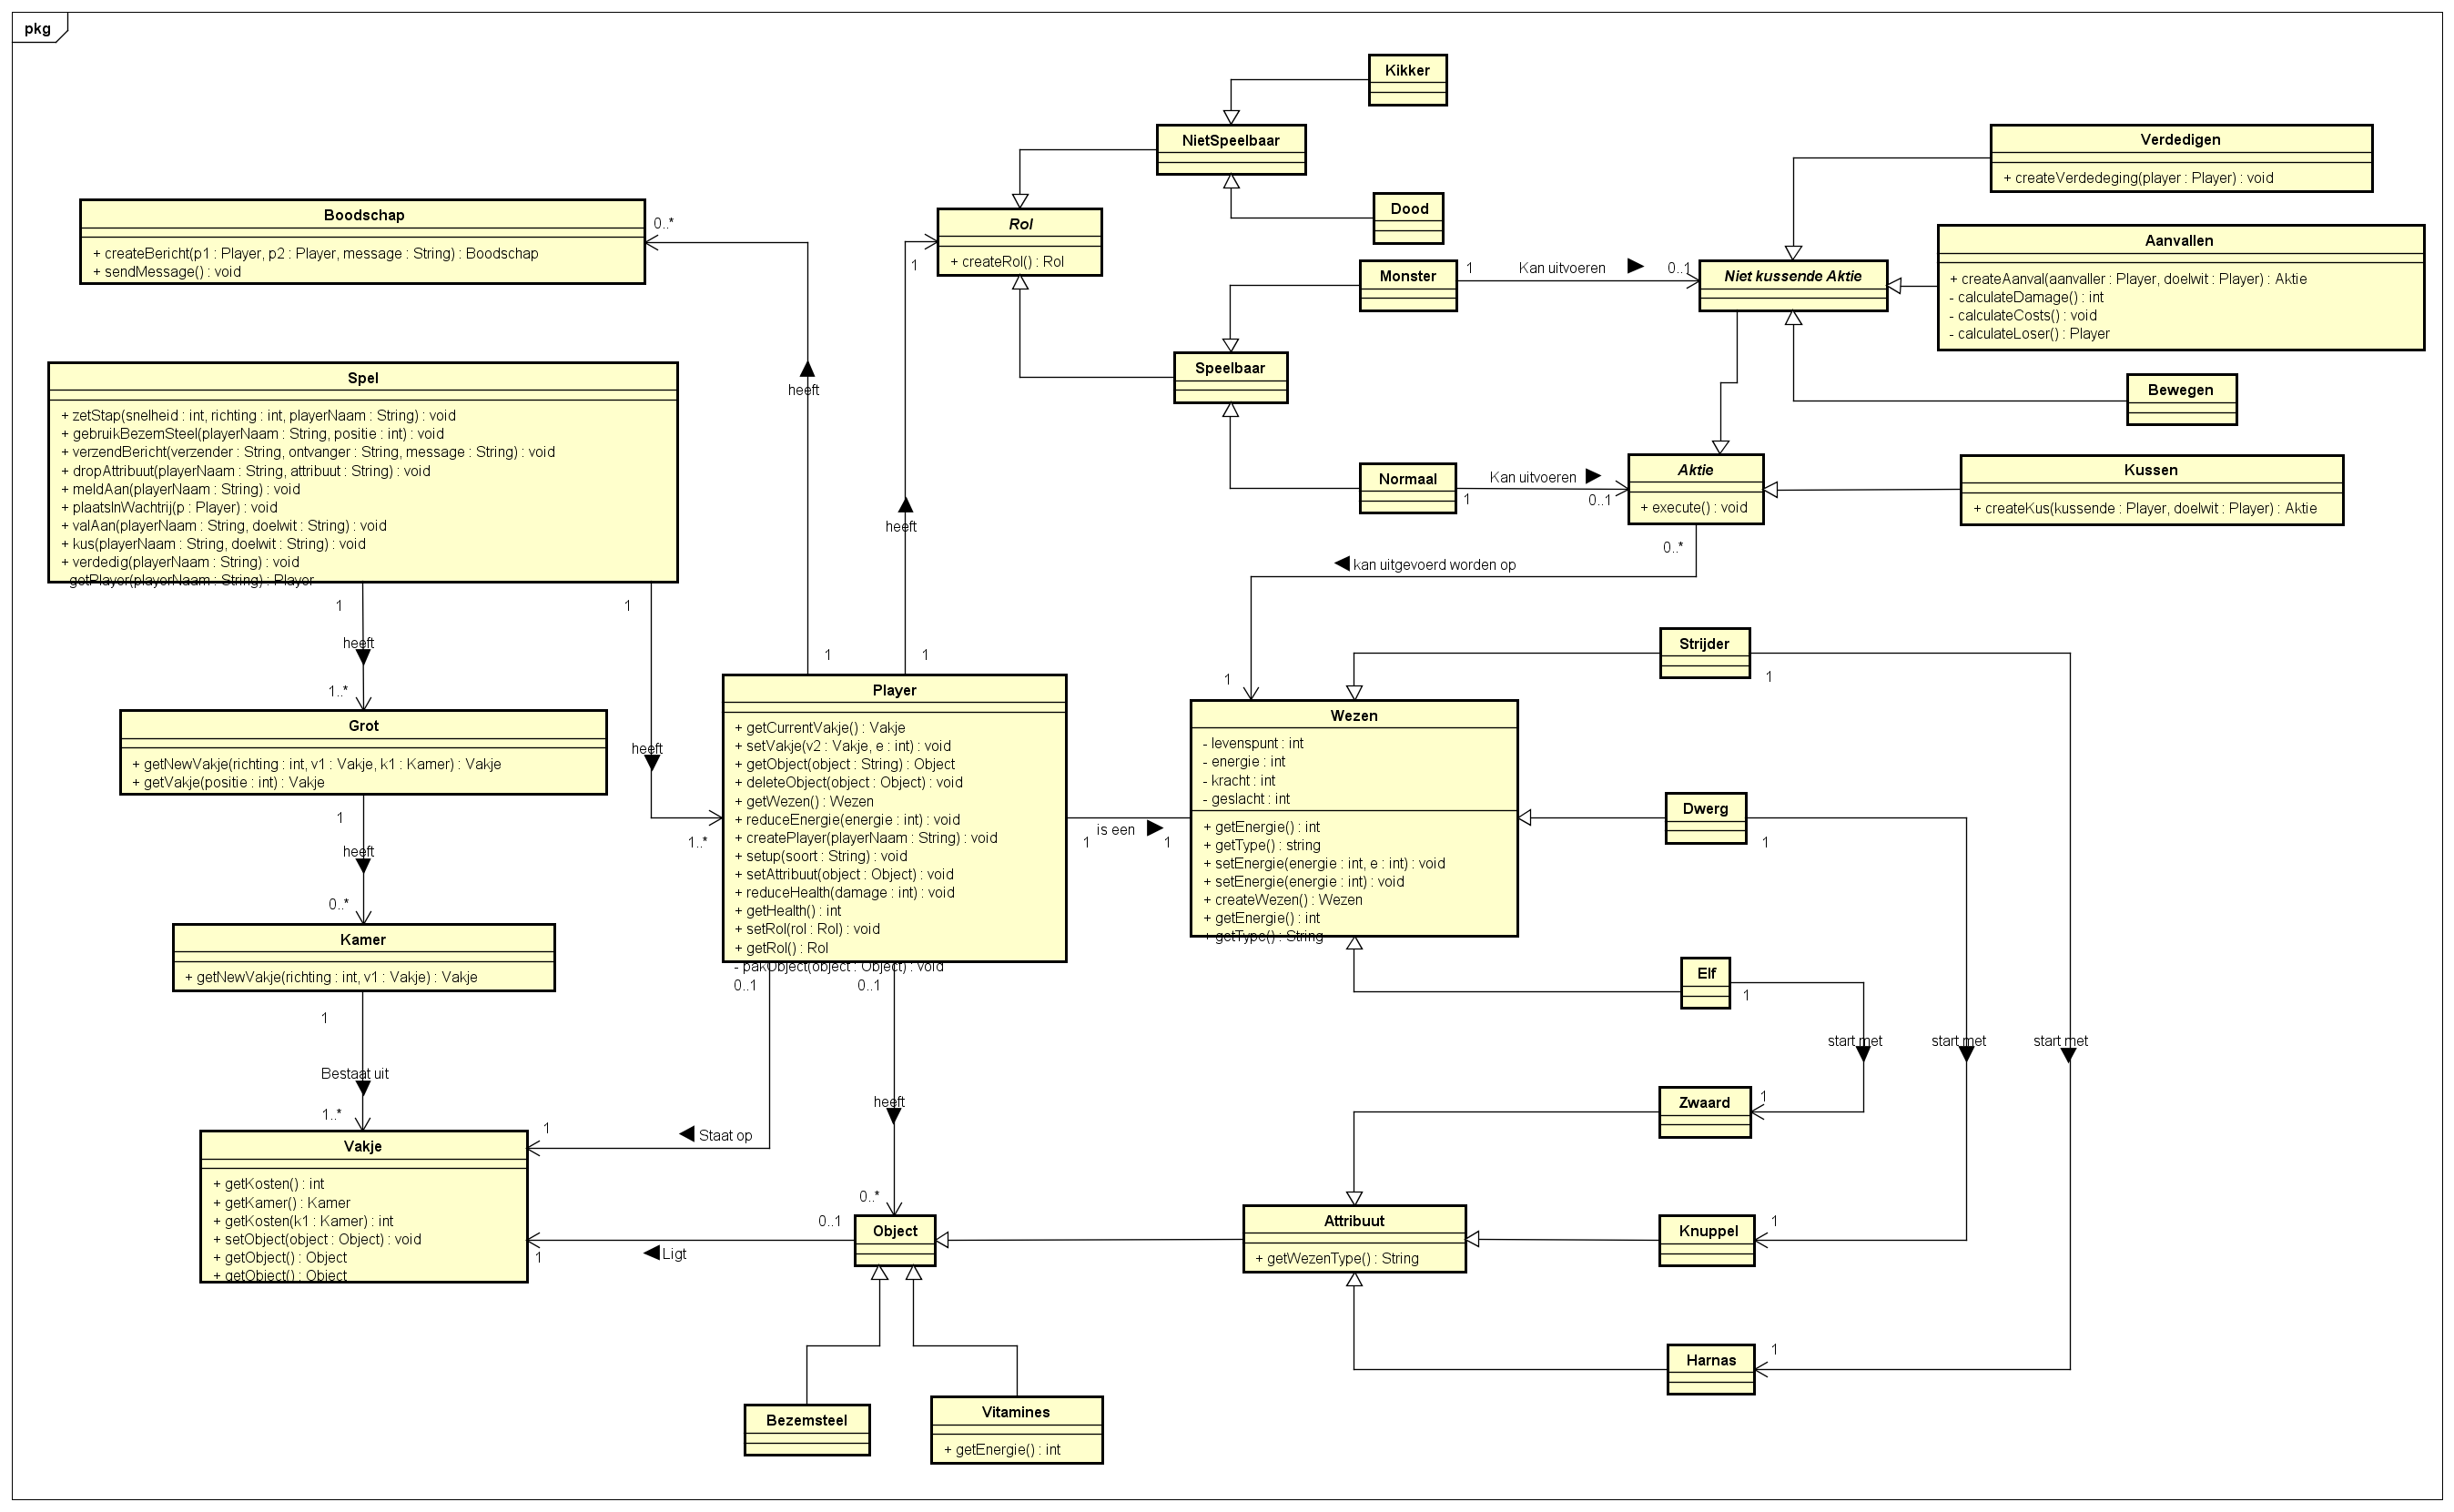 pkg
Kikker
NietSpeelbaar
Dood
Rol
+ createRol() : Rol
Boodschap
+ createBericht(p1 : Player, p2 : Player, message : String) : Boodschap
+ sendMessage() : void
0..*
heeft
1
1
heeft
1
Monster
1
Kan uitvoeren
0..1
Speelbaar
Normaal
1
Kan uitvoeren
0..1
Verdedigen
+ createVerdedeging(player : Player) : void
Niet kussende Aktie
Aanvallen
+ createAanval(aanvaller : Player, doelwit : Player) : Aktie
- calculateDamage() : int
- calculateCosts() : void
- calculateLoser() : Player
Bewegen
Aktie
+ execute() : void
Kussen
+ createKus(kussende : Player, doelwit : Player) : Aktie
0..*
kan uitgevoerd worden op
1
Spel
+ zetStap(snelheid : int, richting : int, playerNaam : String) : void
+ gebruikBezemSteel(playerNaam : String, positie : int) : void
+ verzendBericht(verzender : String, ontvanger : String, message : String) : void
+ dropAttribuut(playerNaam : String, attribuut : String) : void
+ meldAan(playerNaam : String) : void
+ plaatsInWachtrij(p : Player) : void
+ valAan(playerNaam : String, doelwit : String) : void
+ kus(playerNaam : String, doelwit : String) : void
+ verdedig(playerNaam : String) : void
- getPlayer(playerNaam : String) : Player
1
heeft
1..*
1
heeft
1..*
Grot
+ getNewVakje(richting : int, v1 : Vakje, k1 : Kamer) : Vakje
+ getVakje(positie : int) : Vakje
1
heeft
0..*
Kamer
+ getNewVakje(richting : int, v1 : Vakje) : Vakje
1
Bestaat uit
1..*
Vakje
+ getKosten() : int
+ getKamer() : Kamer
+ getKosten(k1 : Kamer) : int
+ setObject(object : Object) : void
+ getObject() : Object
+ getObject() : Object
Player
+ getCurrentVakje() : Vakje
+ setVakje(v2 : Vakje, e : int) : void
+ getObject(object : String) : Object
+ deleteObject(object : Object) : void
+ getWezen() : Wezen
+ reduceEnergie(energie : int) : void
+ createPlayer(playerNaam : String) : void
+ setup(soort : String) : void
+ setAttribuut(object : Object) : void
+ reduceHealth(damage : int) : void
+ getHealth() : int
+ setRol(rol : Rol) : void
+ getRol() : Rol
- pakObject(object : Object) : void
0..1
Staat op
1
0..1
heeft
0..*
1
is een
1
Wezen
- levenspunt : int
- energie : int
- kracht : int
- geslacht : int
+ getEnergie() : int
+ getType() : string
+ setEnergie(energie : int, e : int) : void
+ setEnergie(energie : int) : void
+ createWezen() : Wezen
+ getEnergie() : int
+ getType() : String
Strijder
1
Dwerg
1
Elf
1
start met
start met
start met
Zwaard
1
Knuppel
1
Harnas
1
Attribuut
+ getWezenType() : String
Object
0..1
Ligt
1
Bezemsteel
Vitamines
+ getEnergie() : int